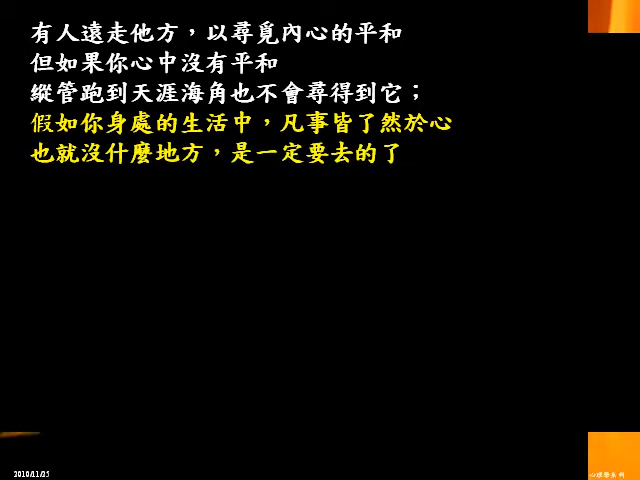 有人遠走他方，以尋覓內心的平和
但如果你心中沒有平和
縱管跑到天涯海角也不會尋得到它；
假如你身處的生活中，凡事皆了然於心
也就沒什麼地方，是一定要去的了
2010/11/25